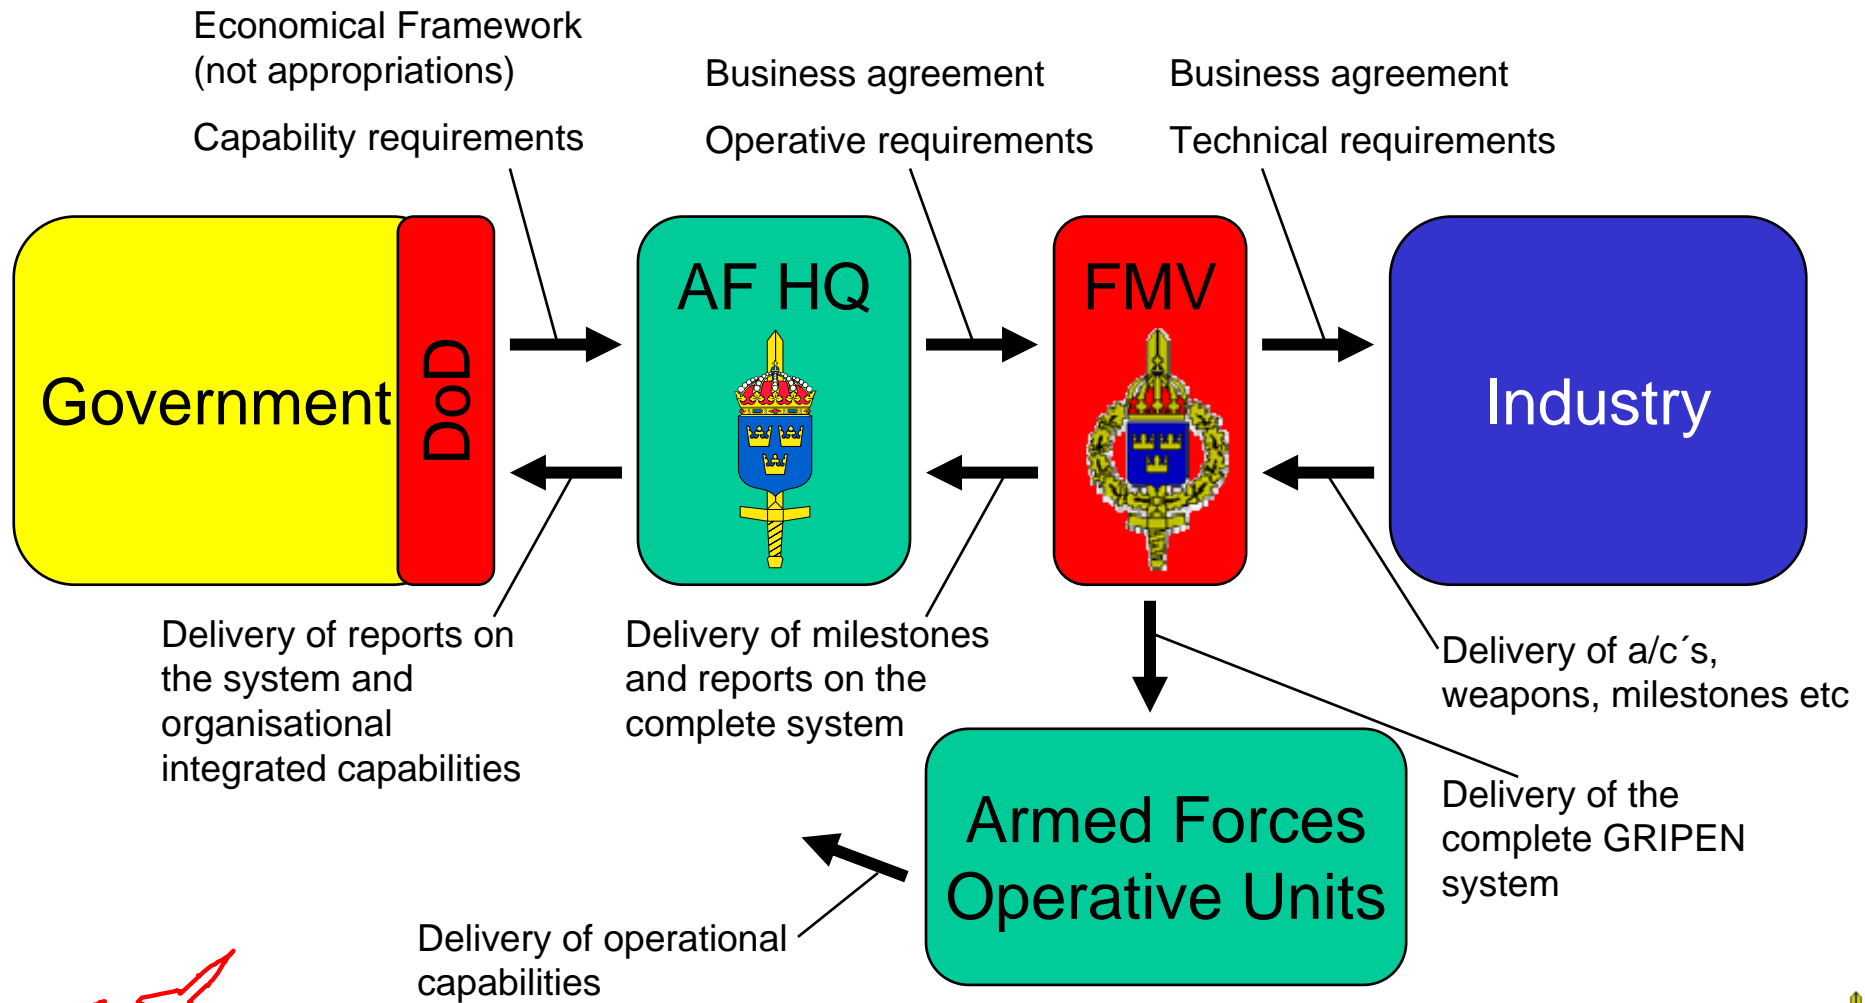 Economical Framework
(not appropriations)
Capability requirements
Business agreement
Operative requirements
Business agreement
Technical requirements
Government
DoD
AF HQ
FMV
Industry
Delivery of reports on
the system and
organisational
integrated capabilities
Delivery of milestones
and reports on the
complete system
Delivery of a/c´s,
weapons, milestones etc
Armed Forces
Operative Units
Delivery of the
complete GRIPEN
system
Delivery of operational
capabilities